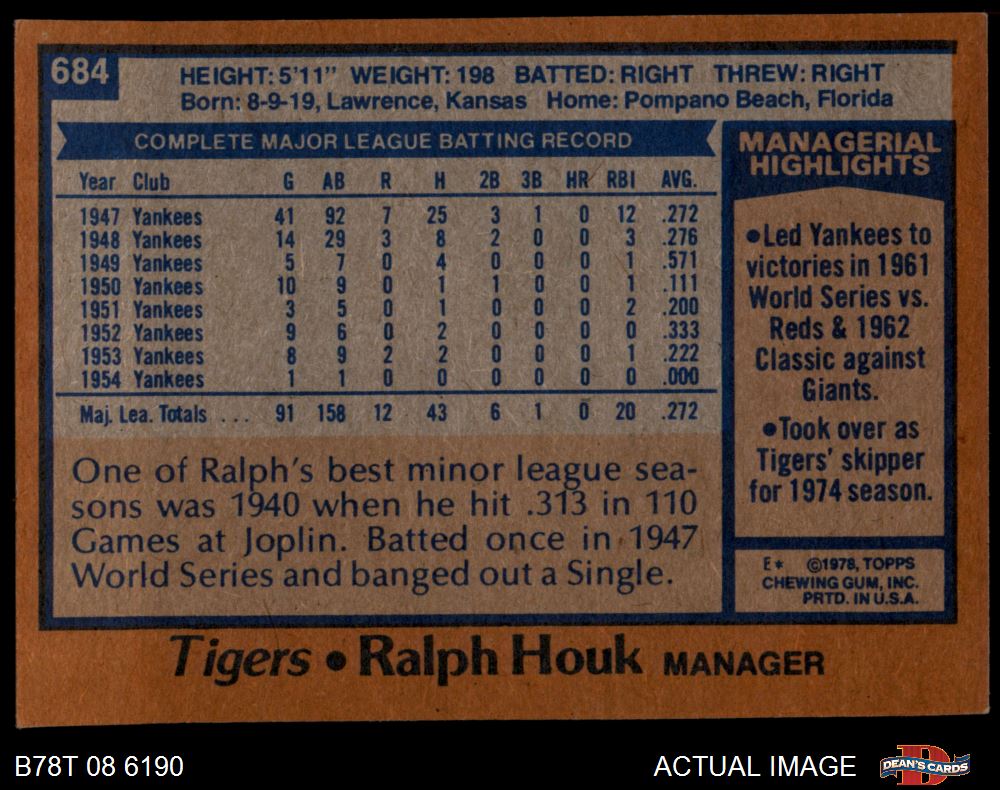 684
HEIGHT: 5'11" WEIGHT: 198 BATTED: RIGHT THREW: RIGHT
Born: 8-9-19, Lawrence, Kansas Home: Pompano Beach, Florida
COMPLETE MAJOR LEAGUE BATTING RECORD
Year Club G AB R H 2B 3B HR RBI AVG.
1947 Yankees 41 92 7 25 3 1 0 12 .272
1948 Yankees 14 29 3 8 2 0 0 3 .276
1949 Yankees 5 7 0 4 0 0 0 1 .571
1950 Yankees 10 9 0 1 1 0 0 1 .111
1951 Yankees 3 5 0 1 0 0 0 2 .200
1952 Yankees 9 6 0 2 0 0 0 0 .333
1953 Yankees 8 9 2 2 0 0 0 1 .222
1954 Yankees 1 1 0 0 0 0 0 0 .000
Maj. Lea. Totals ... 91 158 12 43 6 1 0 20 .272
One of Ralph's best minor league sea-
sons was 1940 when he hit .313 in 110
Games at Joplin. Batted once in 1947
World Series and banged out a Single.
MANAGERIAL
HIGHLIGHTS
●Led Yankees to
victories in 1961
World Series vs.
Reds & 1962
Classic against
Giants.
●Took over as
Tigers' skipper
for 1974 season.
E* ©1978, TOPPS
CHEWING GUM, INC.
PRTD. IN U.S.A.
Tigers ● Ralph Houk MANAGER
B78T 08 6190
ACTUAL IMAGE
D
DEAN'S CARDS